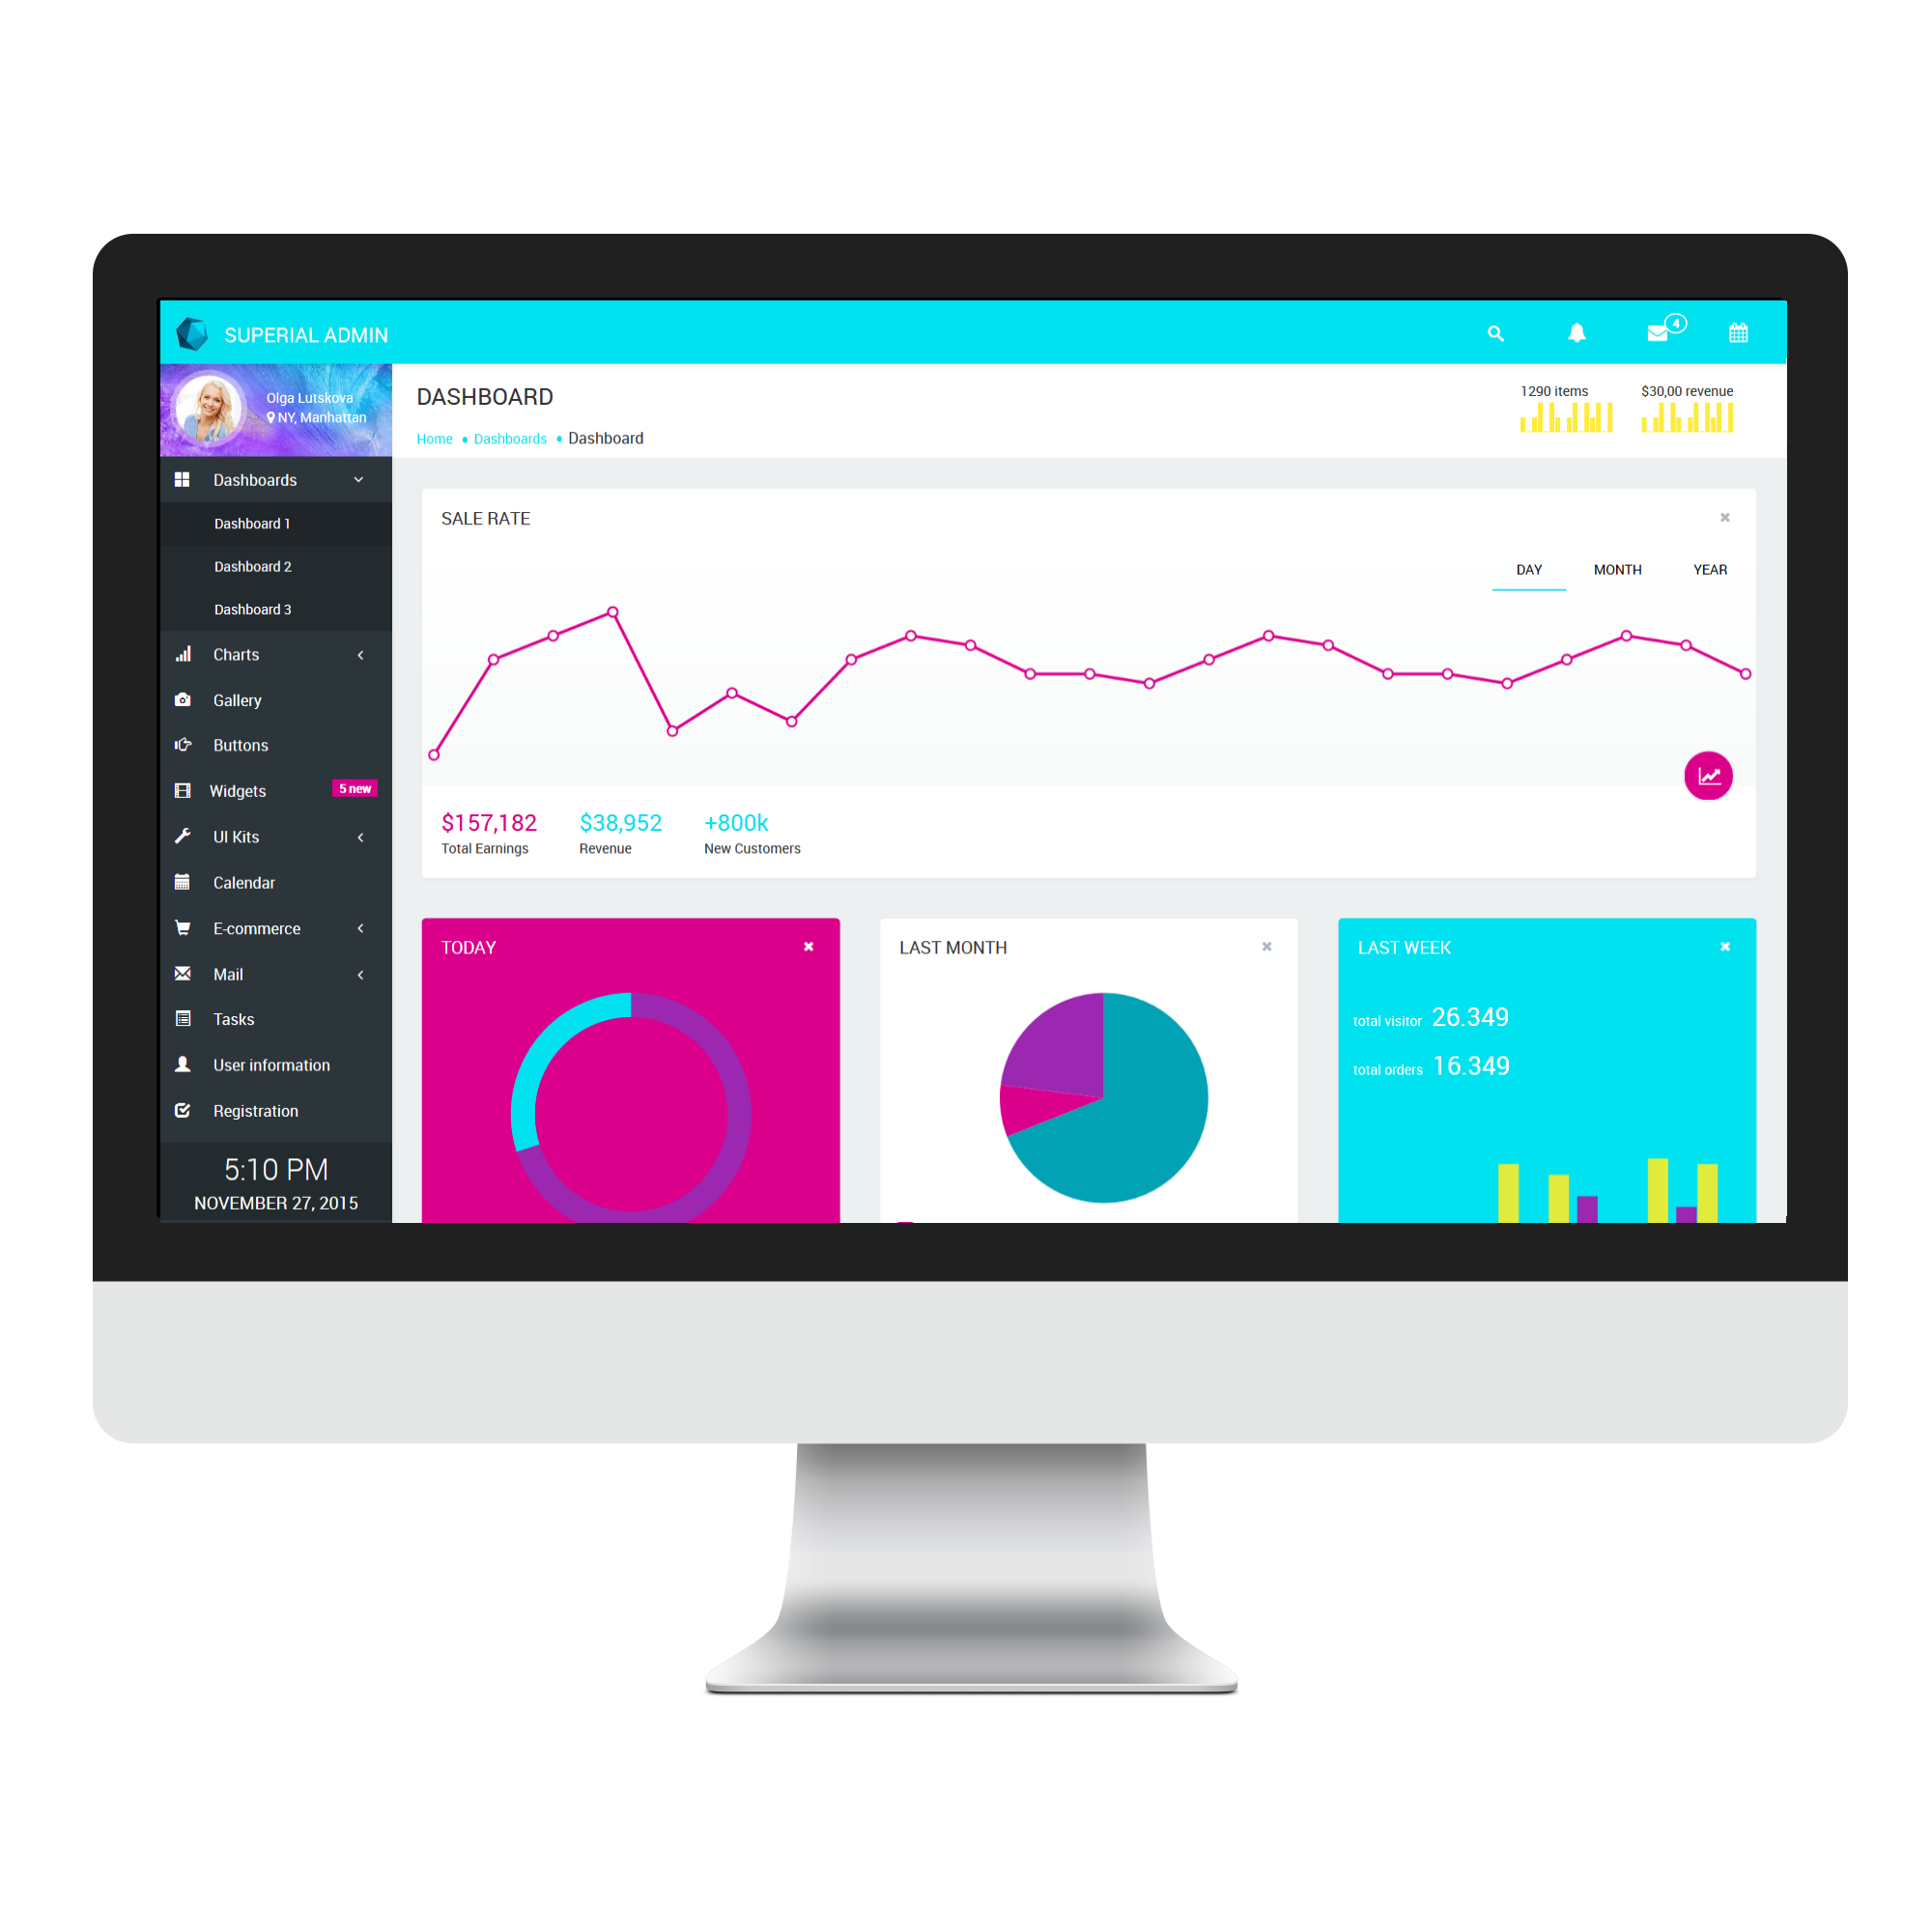 SUPERIAL ADMIN
4
Olga Lutskova
NY, Manhattan
Dashboards
Dashboard 1
Dashboard 2
Dashboard 3
Charts
Gallery
Buttons
Widgets 5 new
UI Kits
Calendar
E-commerce
Mail
Tasks
User information
Registration
5:10 PM
NOVEMBER 27, 2015
DASHBOARD
Home • Dashboards • Dashboard
1290 items
$30,00 revenue
SALE RATE
DAY MONTH YEAR
$157,182 $38,952 +800k
Total Earnings Revenue New Customers
TODAY
LAST MONTH
LAST WEEK
total visitor 26.349
total orders 16.349